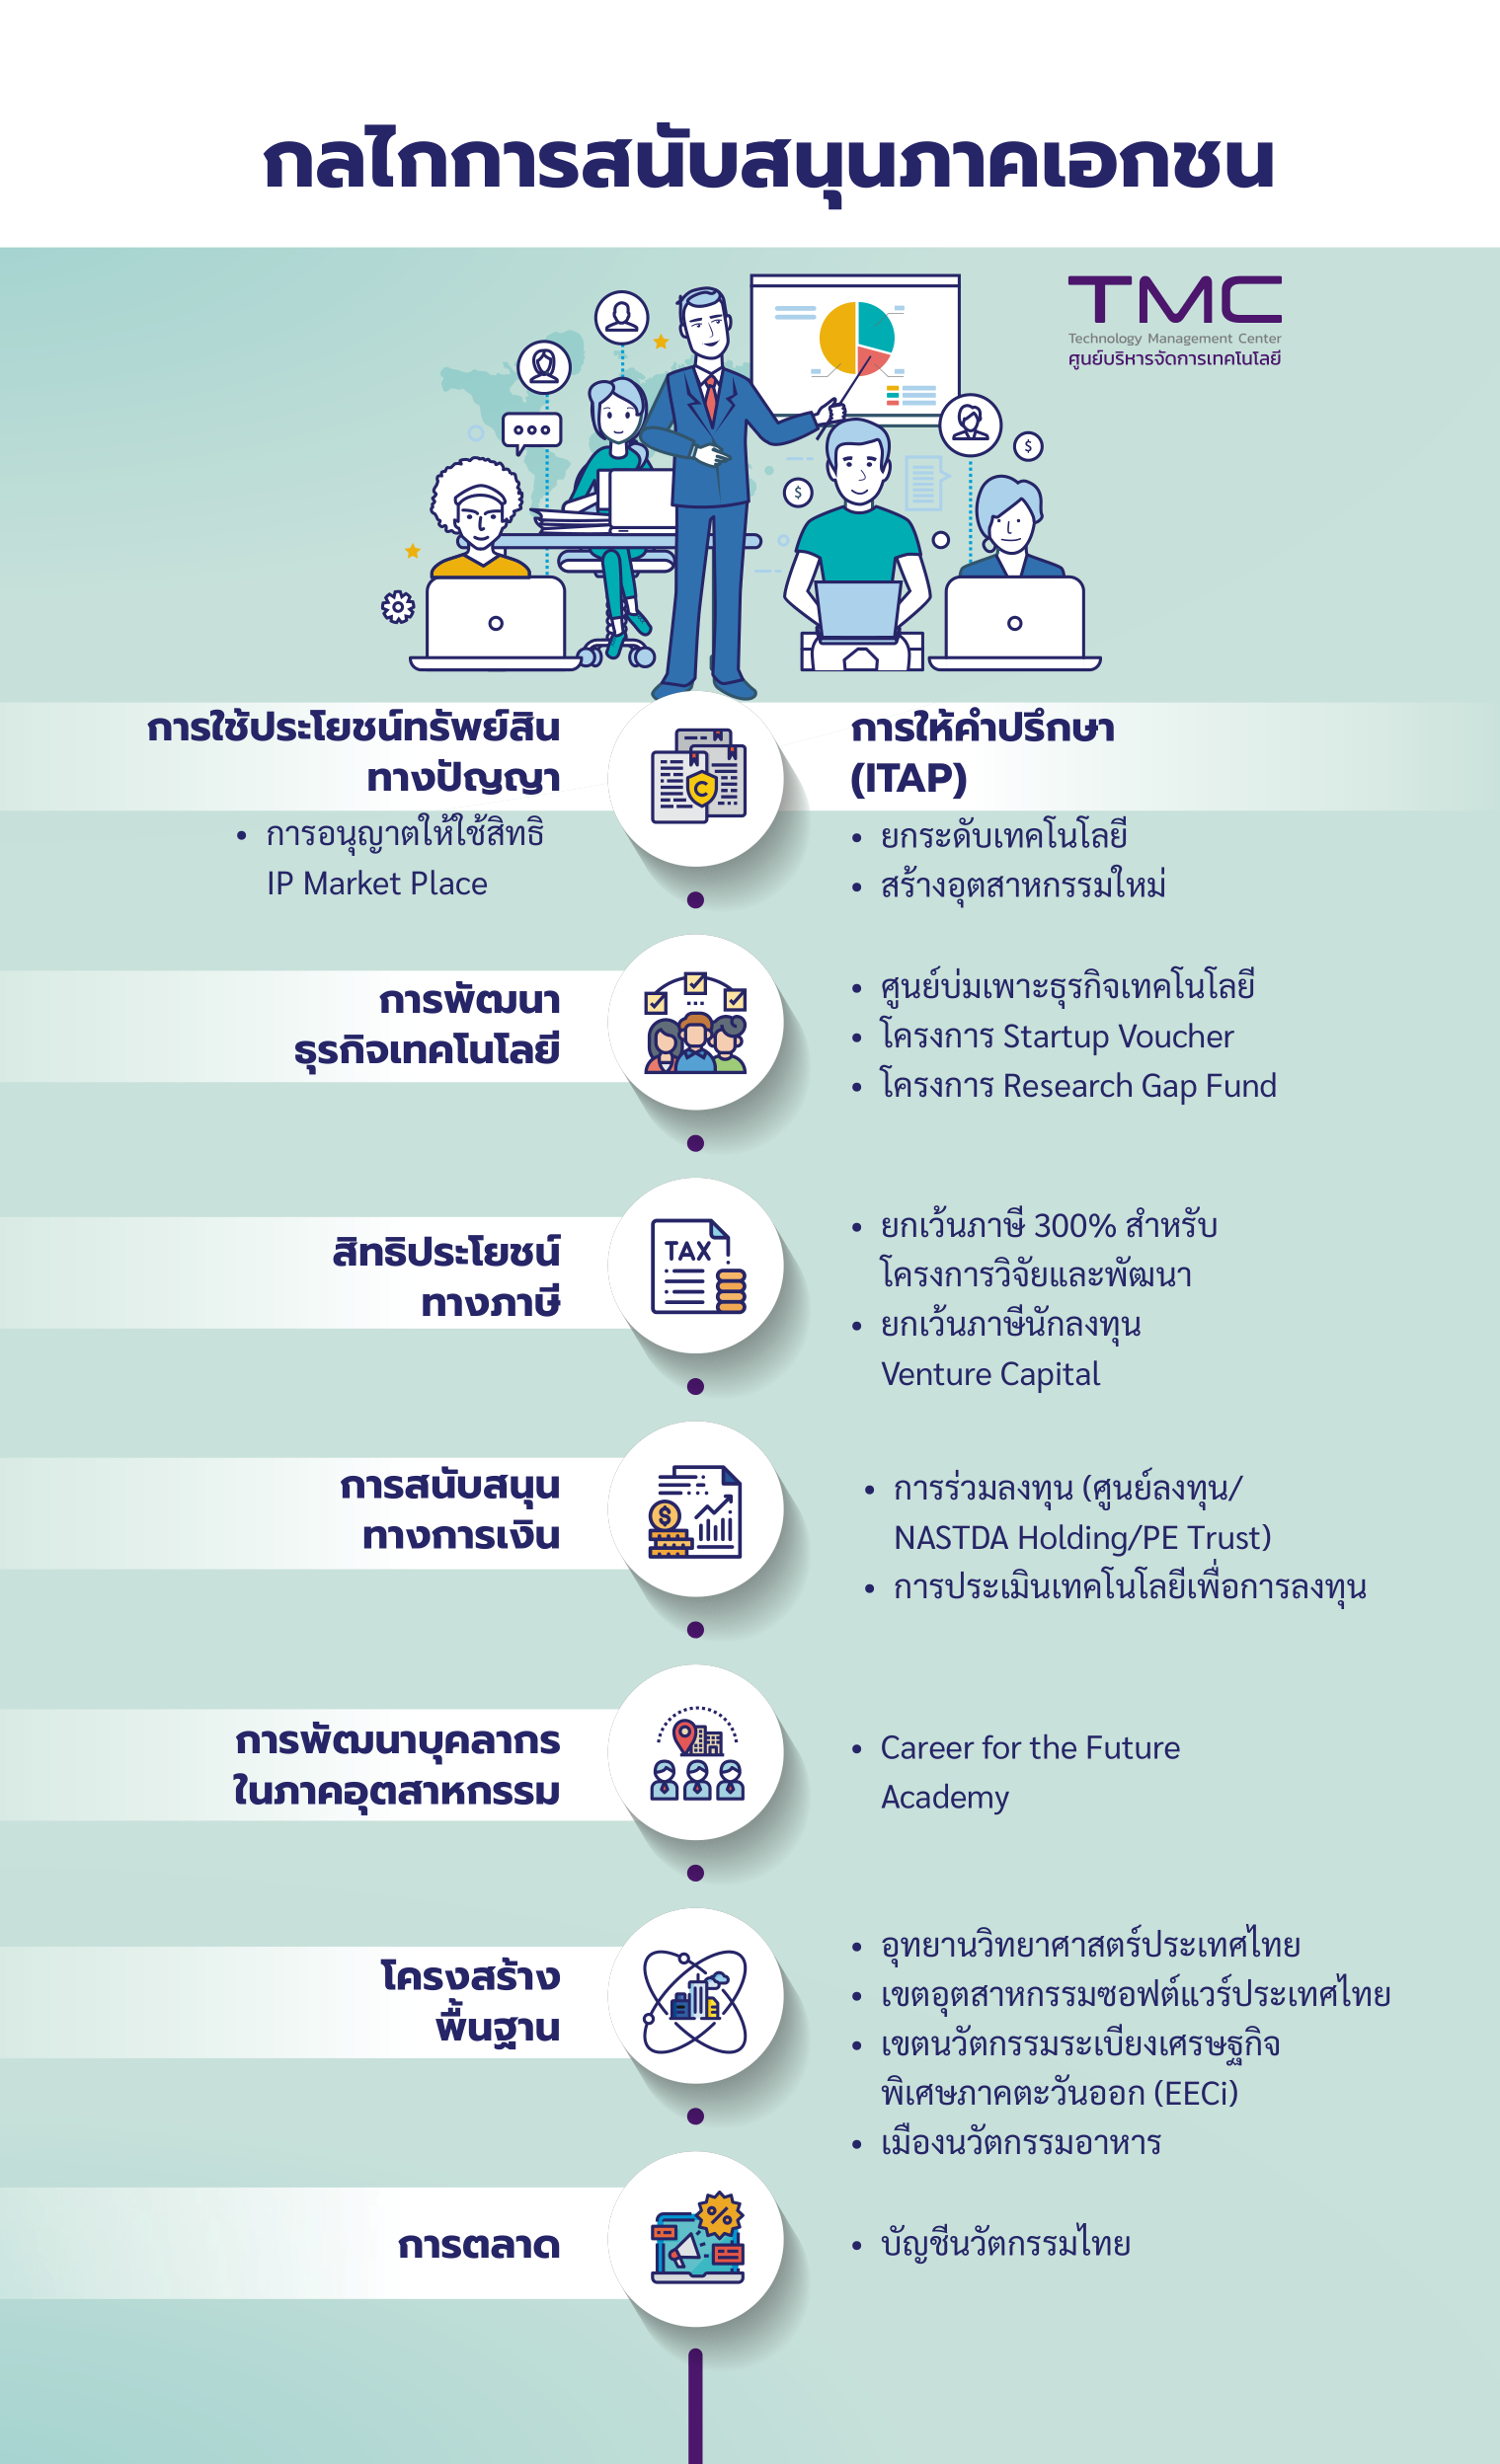 กลไกการสนับสนุนภาคเอกชน
TMC
Technology Management Center
ศูนย์บริหารจัดการเทคโนโลยี
การใช้ประโยชน์ทรัพย์สิน
ทางปัญญา
• การอนุญาตให้ใช้สิทธิ
IP Market Place
การให้คำปรึกษา
(ITAP)
• ยกระดับเทคโนโลยี
• สร้างอุตสาหกรรมใหม่
การพัฒนา
ธุรกิจเทคโนโลยี
• ศูนย์บ่มเพาะธุรกิจเทคโนโลยี
• โครงการ Startup Voucher
• โครงการ Research Gap Fund
สิทธิประโยชน์
ทางภาษี
TAX
• ยกเว้นภาษี 300% สำหรับ
โครงการวิจัยและพัฒนา
• ยกเว้นภาษีนักลงทุน
Venture Capital
การสนับสนุน
ทางการเงิน
• การร่วมลงทุน (ศูนย์ลงทุน/
NASTDA Holding/PE Trust)
• การประเมินเทคโนโลยีเพื่อการลงทุน
การพัฒนาบุคลากร
ในภาคอุตสาหกรรม
• Career for the Future
Academy
โครงสร้าง
พื้นฐาน
• อุทยานวิทยาศาสตร์ประเทศไทย
• เขตอุตสาหกรรมซอฟต์แวร์ประเทศไทย
• เขตนวัตกรรมระเบียงเศรษฐกิจ
พิเศษภาคตะวันออก (EECi)
• เมืองนวัตกรรมอาหาร
การตลาด
• บัญชีนวัตกรรมไทย